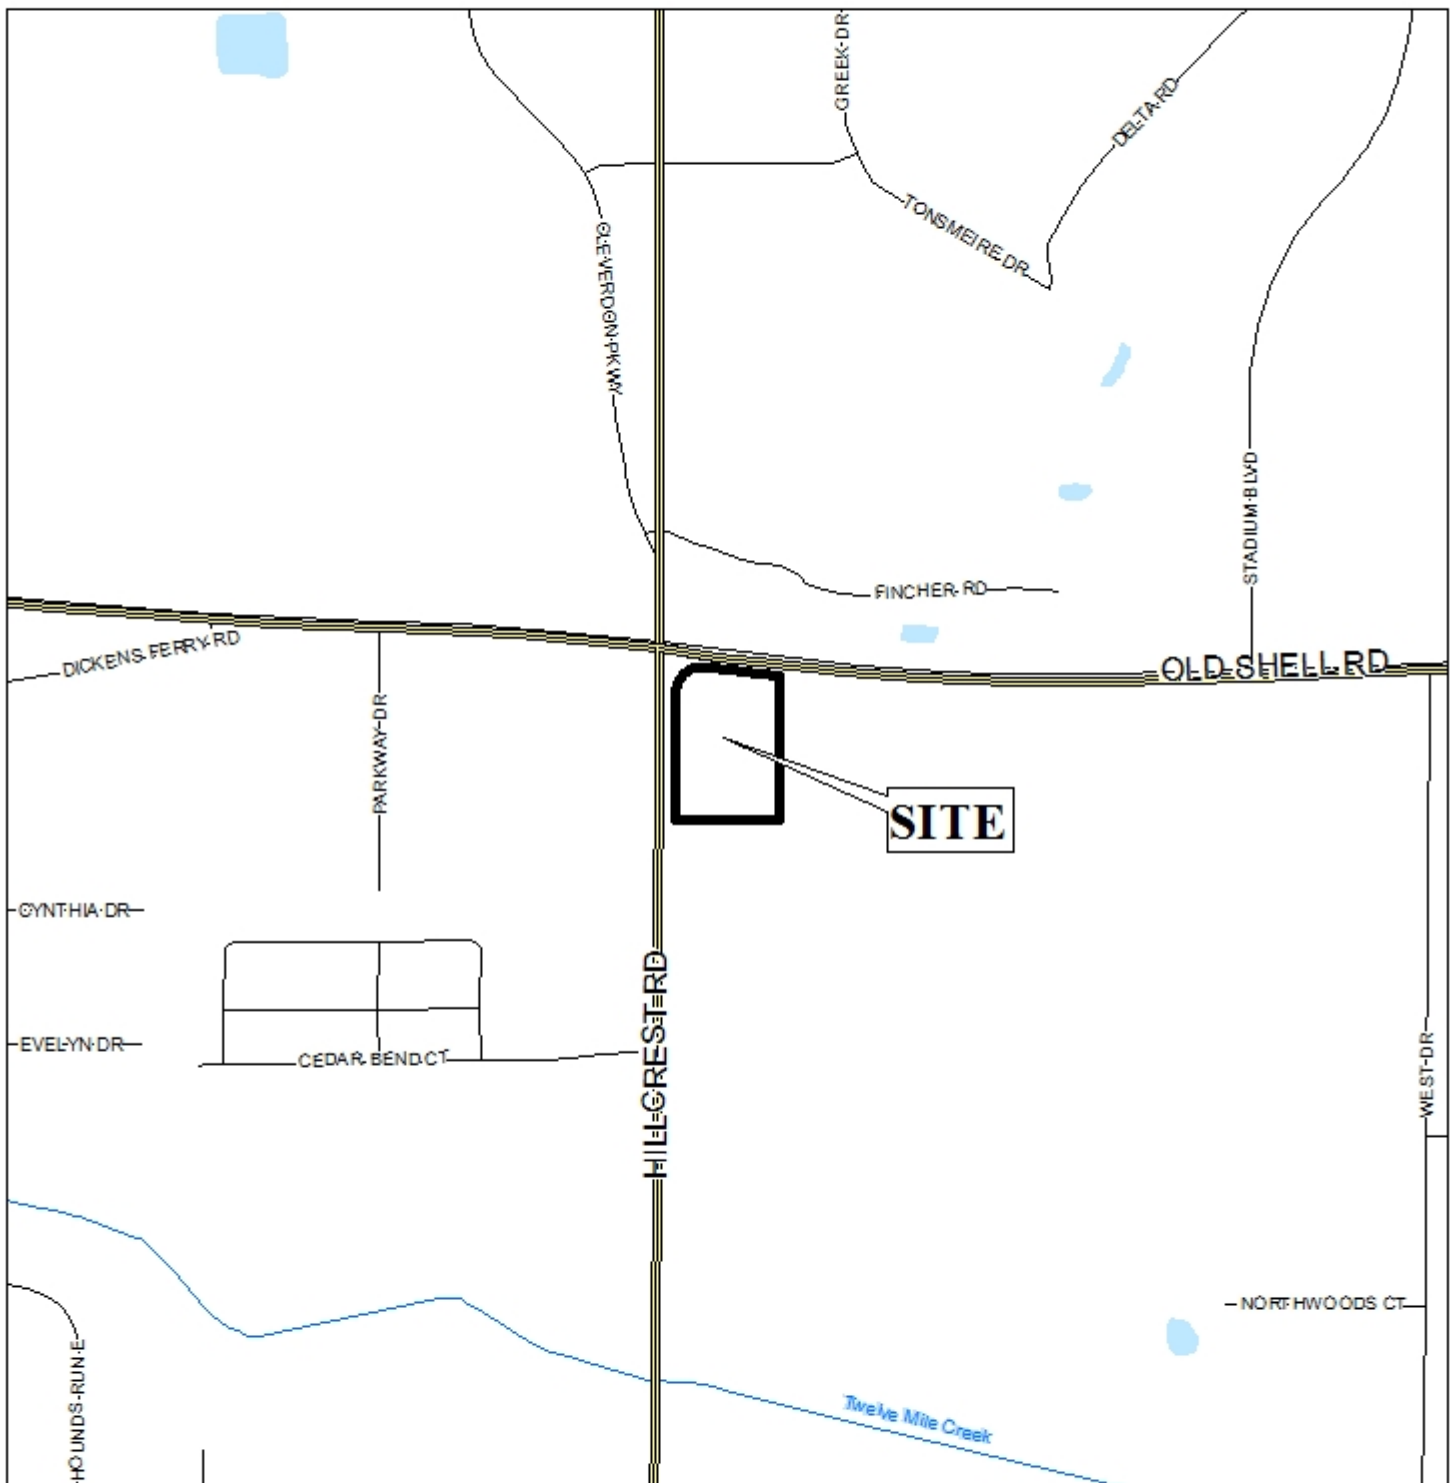 GREEK DR
DELTA RD
TONSMEIRE DR
OLEVERDON PKWY
STADIUM BLVD
FINCHER RD
DICKENS FERRY RD
OLD SHELL RD
PARKWAY DR
SITE
CYNTHIA DR
HILLCREST RD
EVELYN DR
CEDAR BEND CT
WEST DR
NORTHWOODS CT
HOUNDS RUN E
Twelve Mile Creek